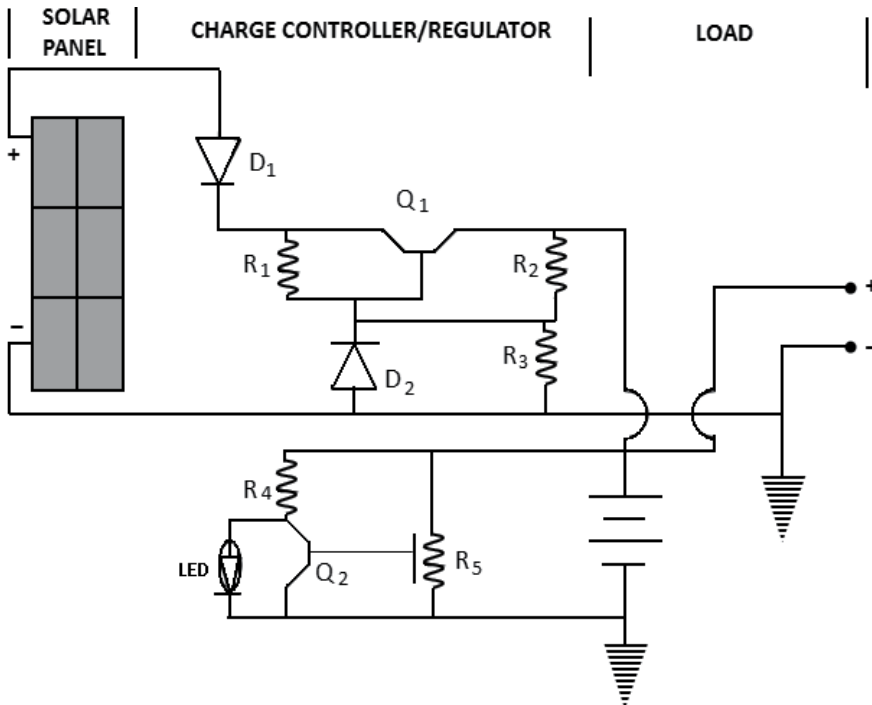 SOLAR
PANEL
CHARGE CONTROLLER/REGULATOR
LOAD
+
D1
Q1
R1
R2
+
−
R3
−
D2
R4
LED
Q2
R5